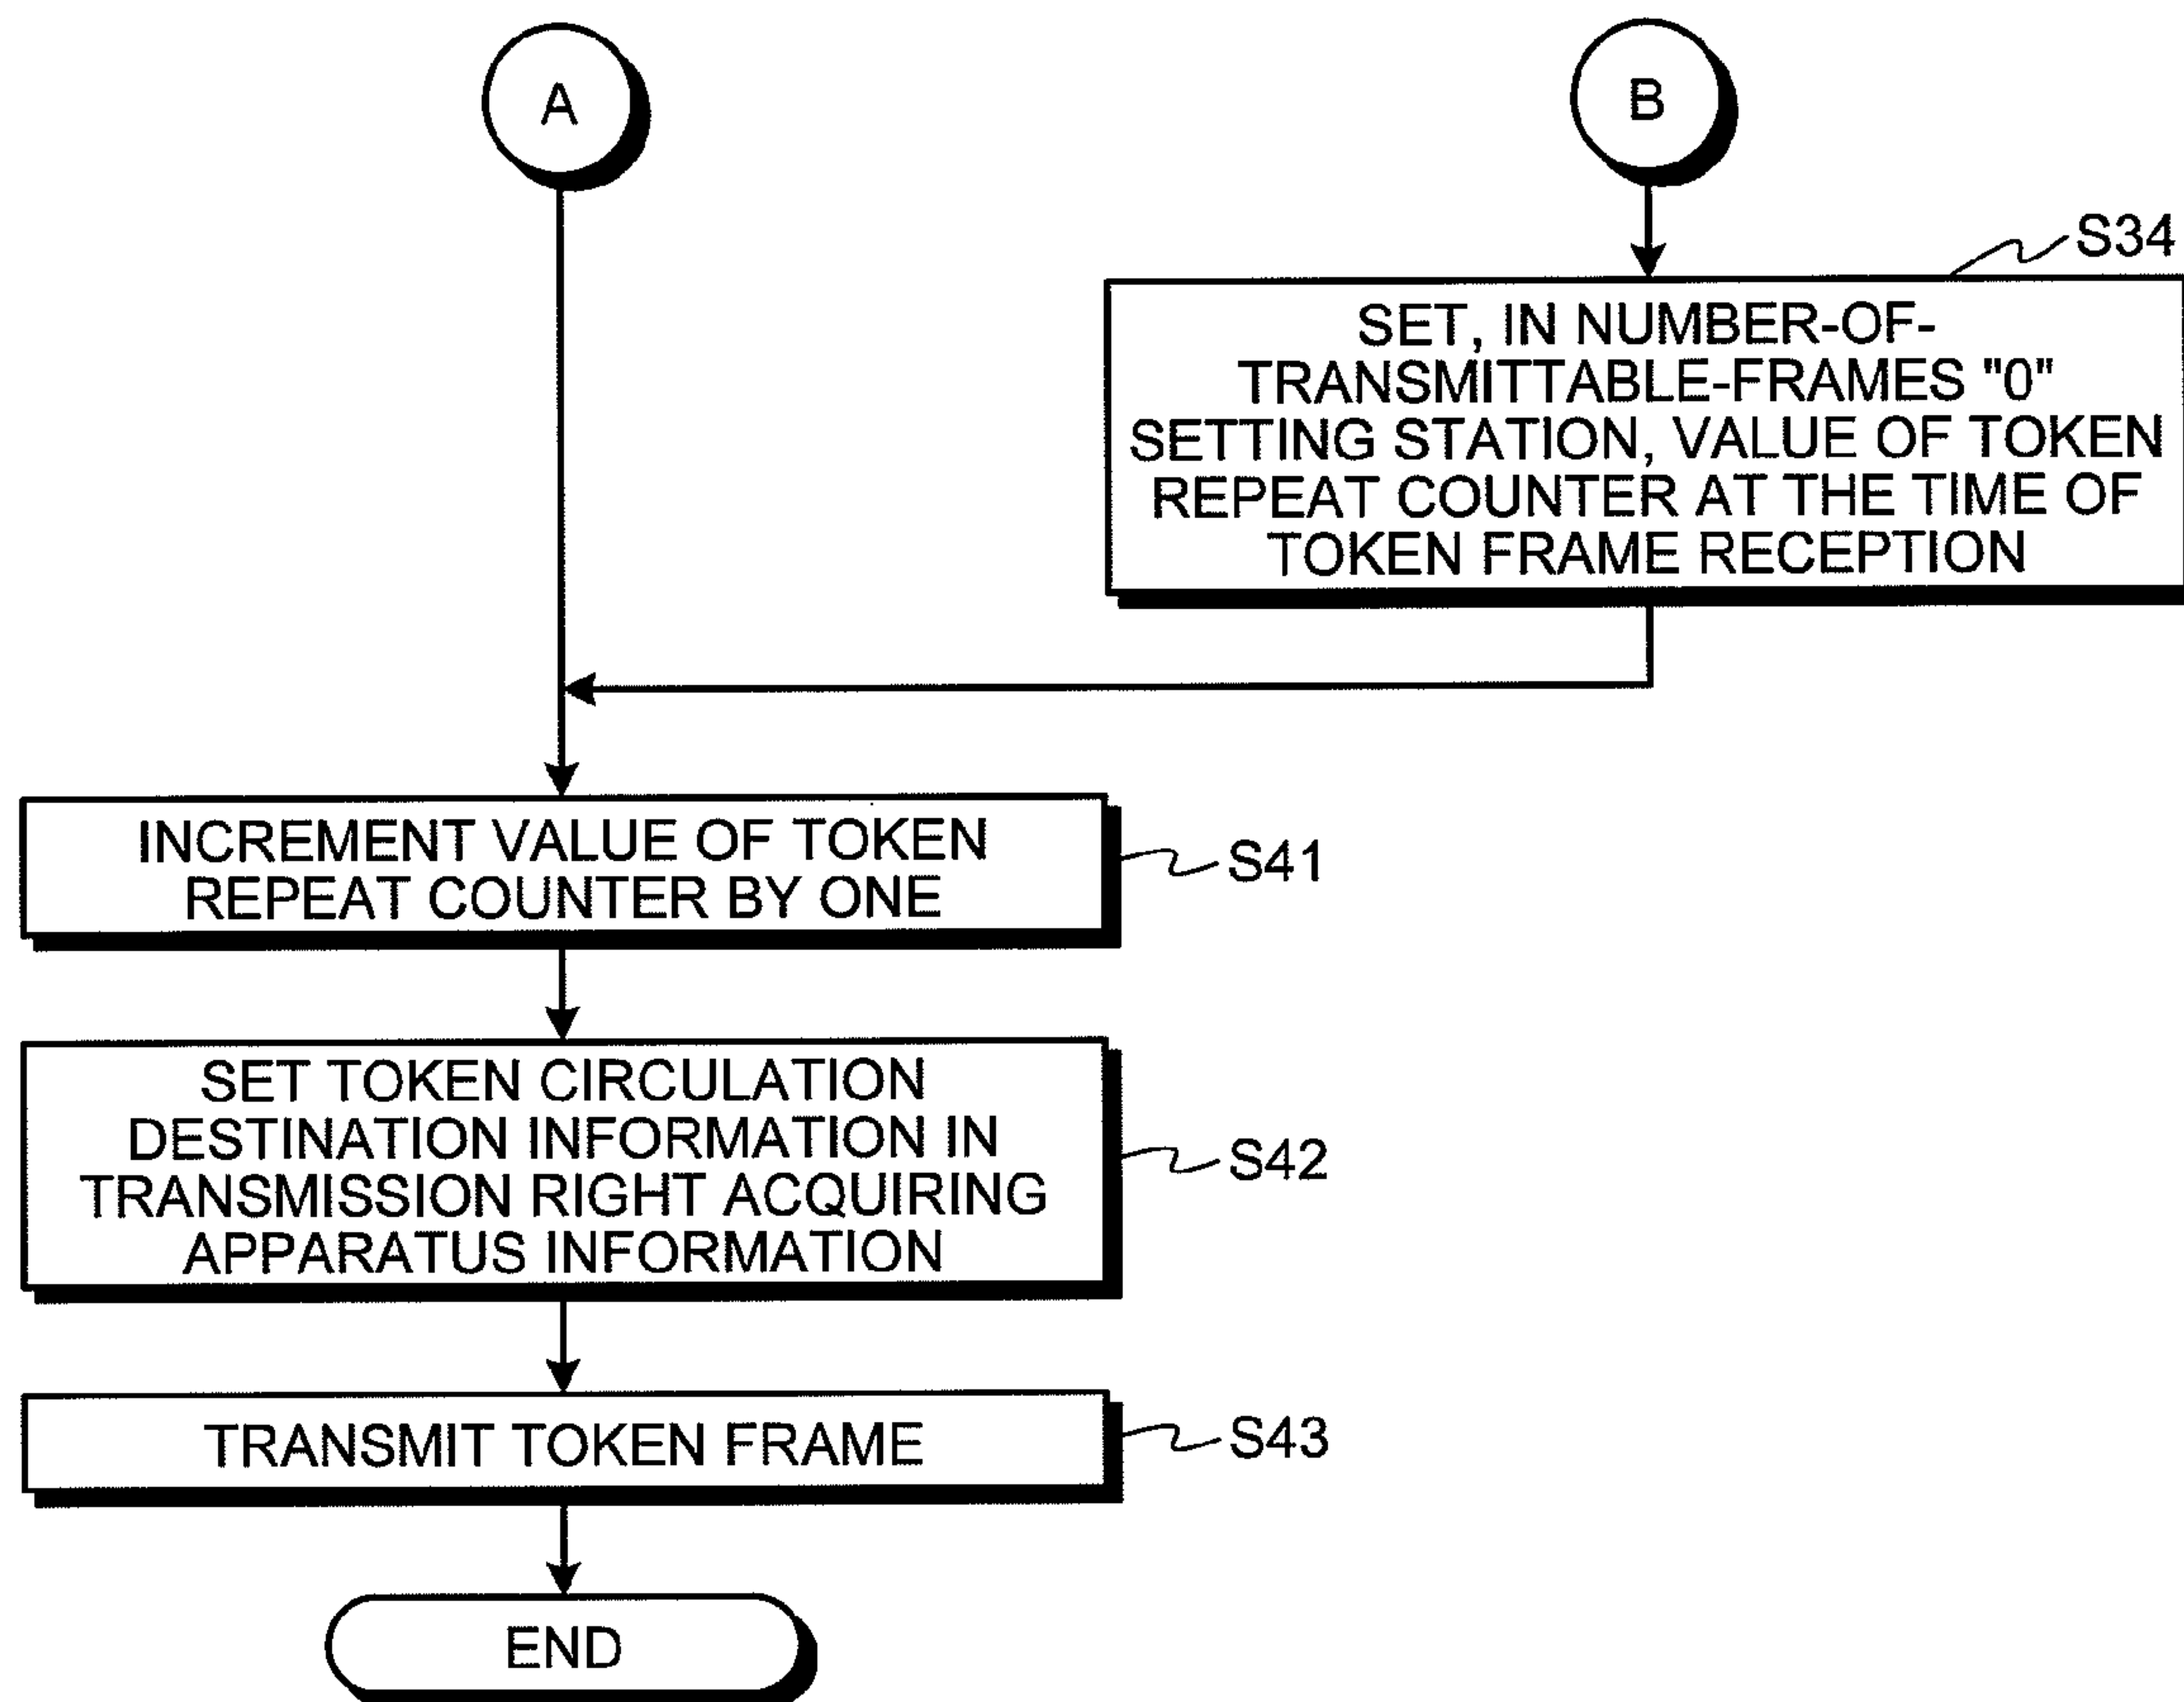 A
B
S34
SET, IN NUMBER-OF-
TRANSMITTABLE-FRAMES "0"
SETTING STATION, VALUE OF TOKEN
REPEAT COUNTER AT THE TIME OF
TOKEN FRAME RECEPTION
INCREMENT VALUE OF TOKEN
REPEAT COUNTER BY ONE
S41
SET TOKEN CIRCULATION
DESTINATION INFORMATION IN
TRANSMISSION RIGHT ACQUIRING
APPARATUS INFORMATION
S42
TRANSMIT TOKEN FRAME
S43
END